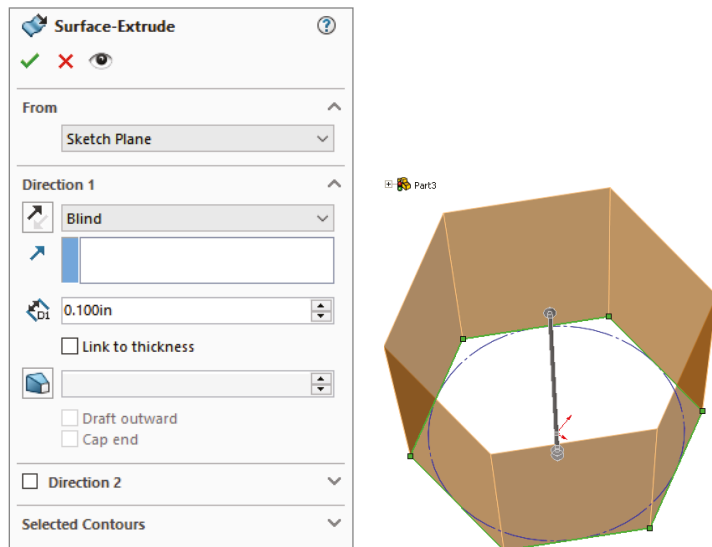 Surface-Extrude
?
From
Sketch Plane
Direction 1
Blind
D1
0.100in
Link to thickness
Draft outward
Cap end
Direction 2
Selected Contours
Part3